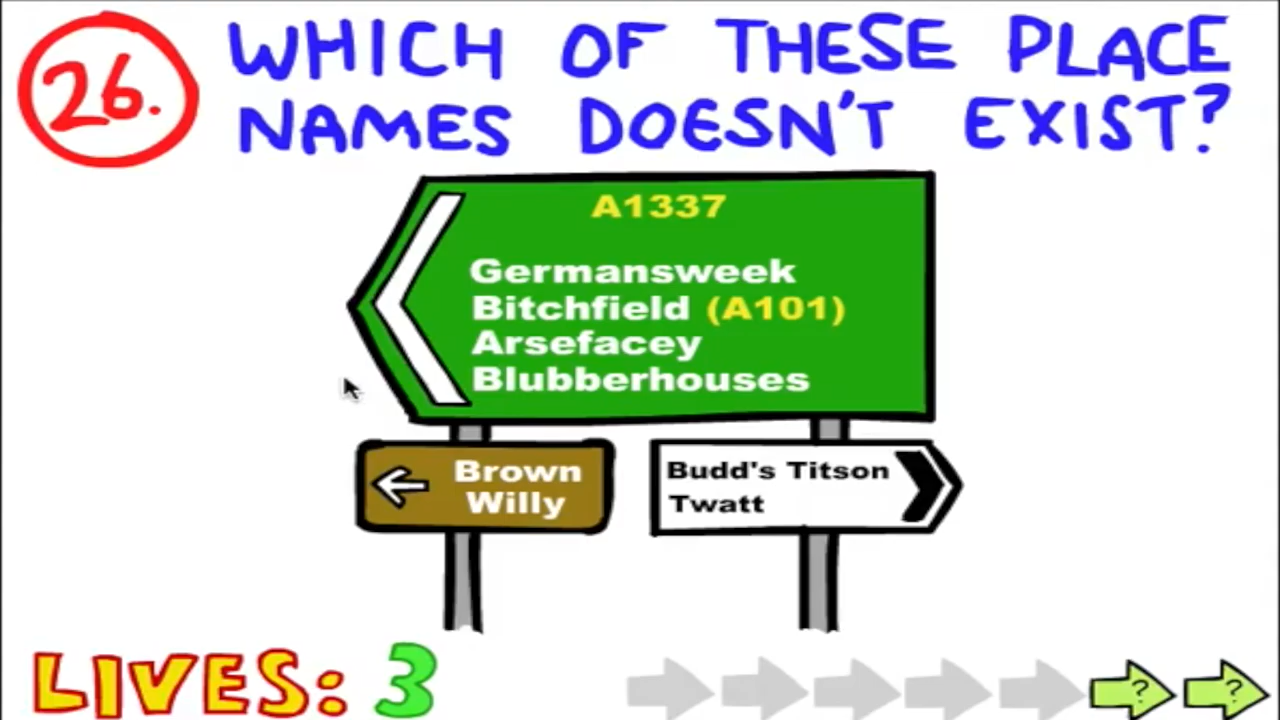 26.
WHICH OF THESE PLACE
NAMES DOESN'T EXIST?
A1337
Germansweek
Bitchfield (A101)
Arsefacey
Blubberhouses
Brown
Willy
Budd's Titson
Twatt
LIVES: 3
? ?